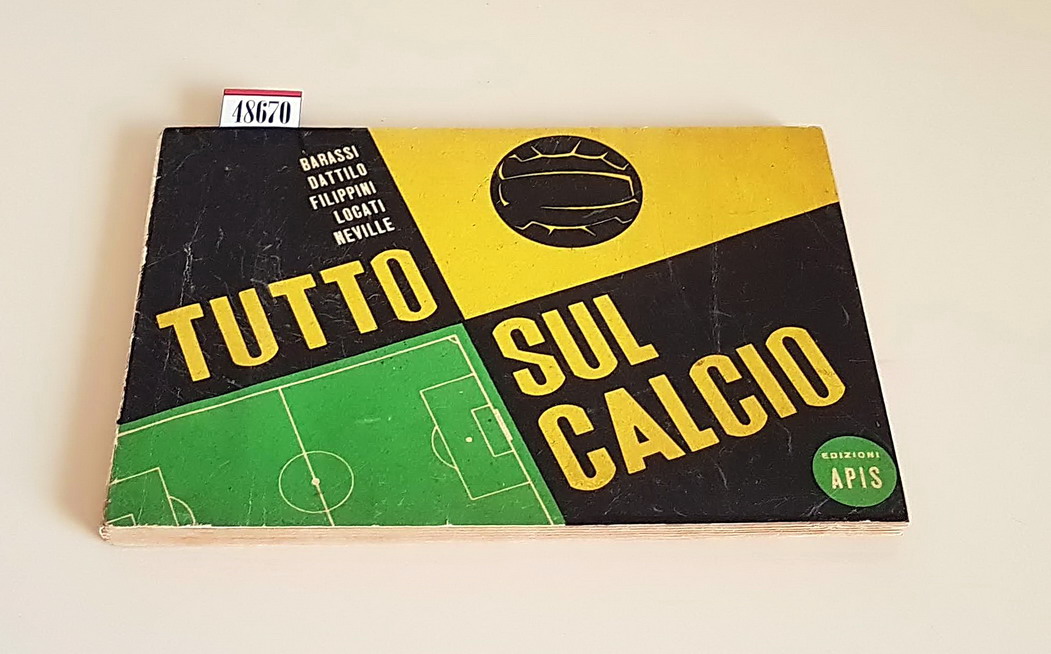 48670
BARASSI
DATTILO
FILIPPINI
LOCATI
NEVILLE
TUTTO
SUL
CALCIO
EDIZIONI
APIS